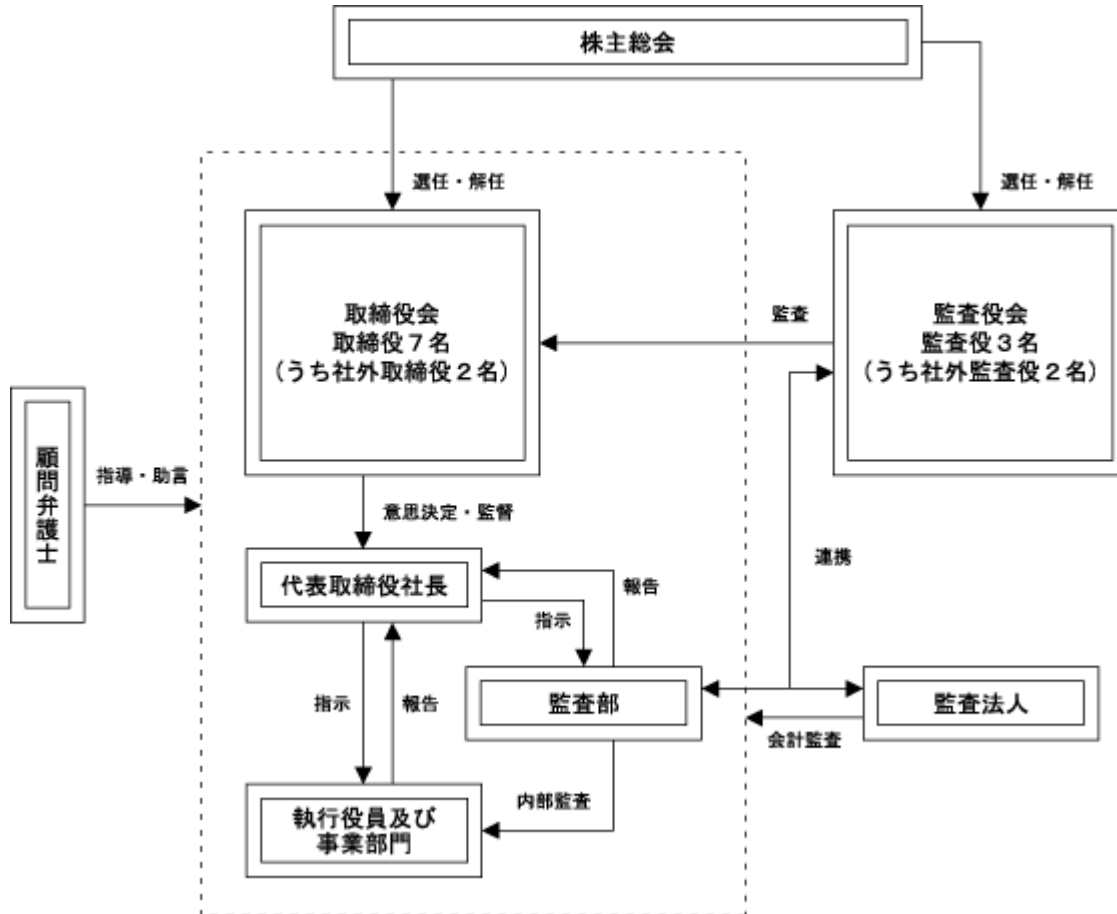 株主総会
選任・解任
選任・解任
取締役会
取締役７名
（うち社外取締役２名）
監査
監査役会
監査役３名
（うち社外監査役２名）
顧問弁護士
指導・助言
意思決定・監督
連携
代表取締役社長
報告
指示
監査部
監査法人
指示
報告
会計監査
内部監査
執行役員及び
事業部門